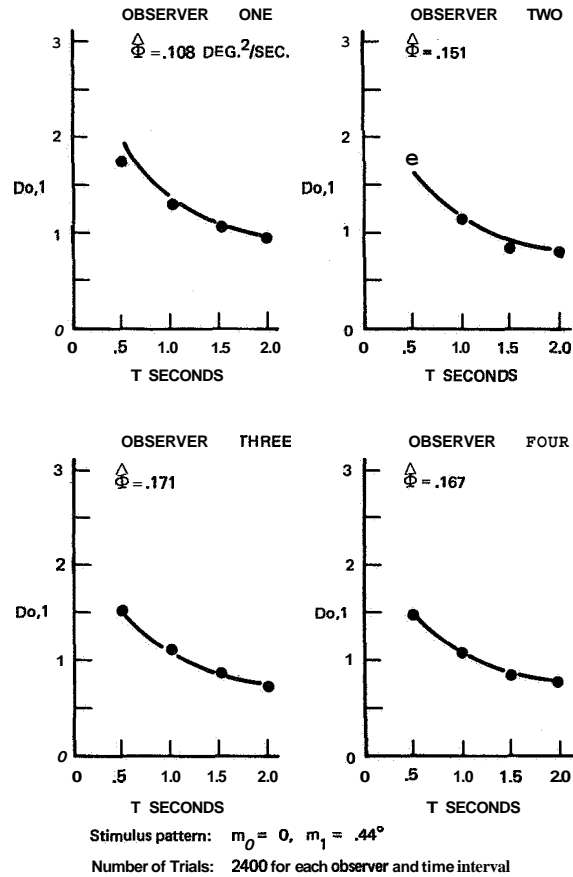 OBSERVER ONE
Φ̂ = .108 DEG.²/SEC.
3
2
Do,1
1
0
0 .5 1.0 1.5 2.0
T SECONDS
OBSERVER TWO
Φ̂ = .151
e
3
2
Do,1
1
0
0 .5 1.0 1.5 2.0
T SECONDS
OBSERVER THREE
Φ̂ = .171
3
2
Do,1
1
0
0 .5 1.0 1.5 2.0
T SECONDS
OBSERVER FOUR
Φ̂ = .167
3
2
Do,1
1
0
0 .5 1.0 1.5 2.0
T SECONDS
Stimulus pattern: m₀ = 0, m₁ = .44°
Number of Trials: 2400 for each observer and time interval